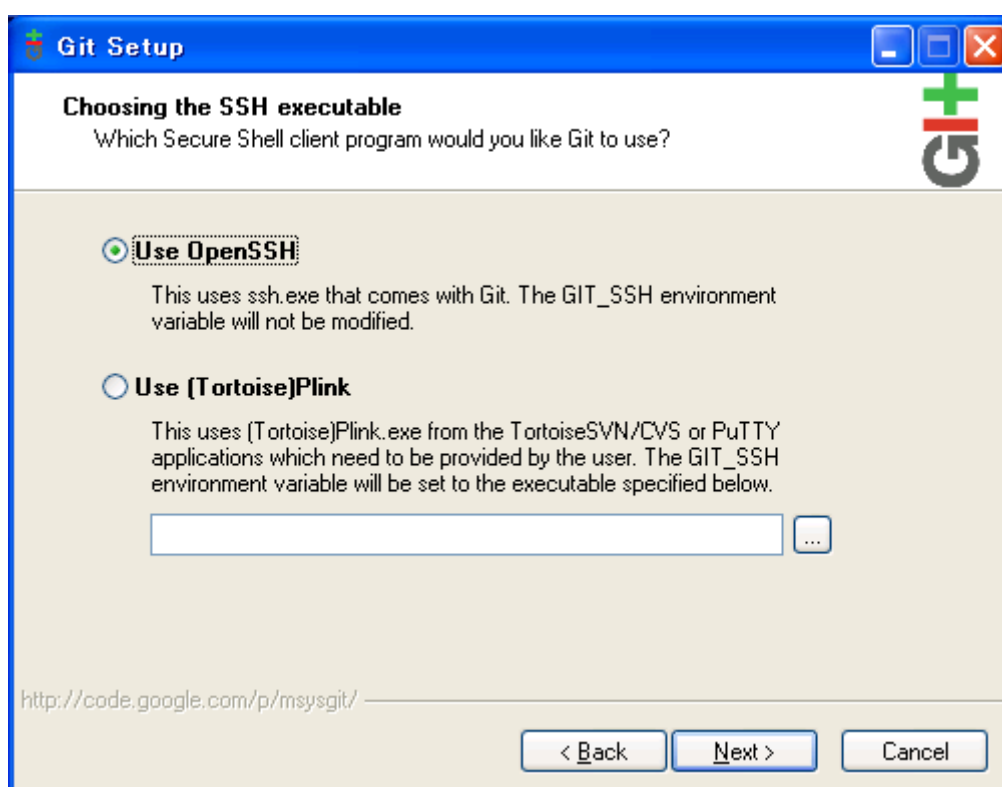 Git Setup
Choosing the SSH executable
Which Secure Shell client program would you like Git to use?
GIT
Use OpenSSH
This uses ssh.exe that comes with Git. The GIT_SSH environment
variable will not be modified.
Use (Tortoise)Plink
This uses (Tortoise)Plink.exe from the TortoiseSVN/CVS or PuTTY
applications which need to be provided by the user. The GIT_SSH
environment variable will be set to the executable specified below.
...
http://code.google.com/p/msysgit/
< Back
Next >
Cancel